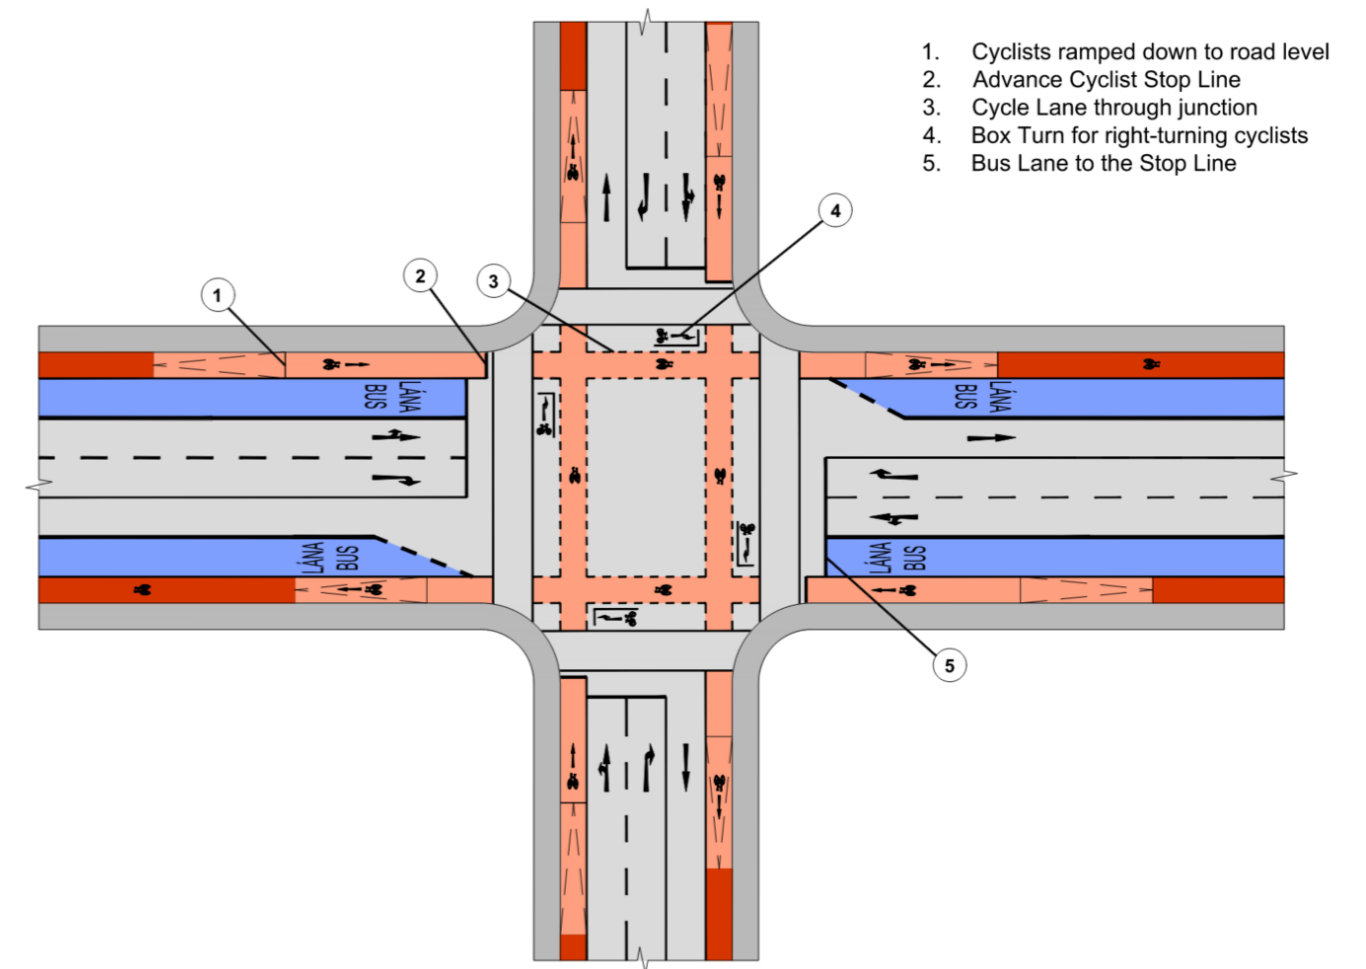 1. Cyclists ramped down to road level
2. Advance Cyclist Stop Line
3. Cycle Lane through junction
4. Box Turn for right-turning cyclists
5. Bus Lane to the Stop Line
4
2
3
1
LÁNA
BUS
LÁNA
BUS
LÁNA
BUS
LÁNA
BUS
5